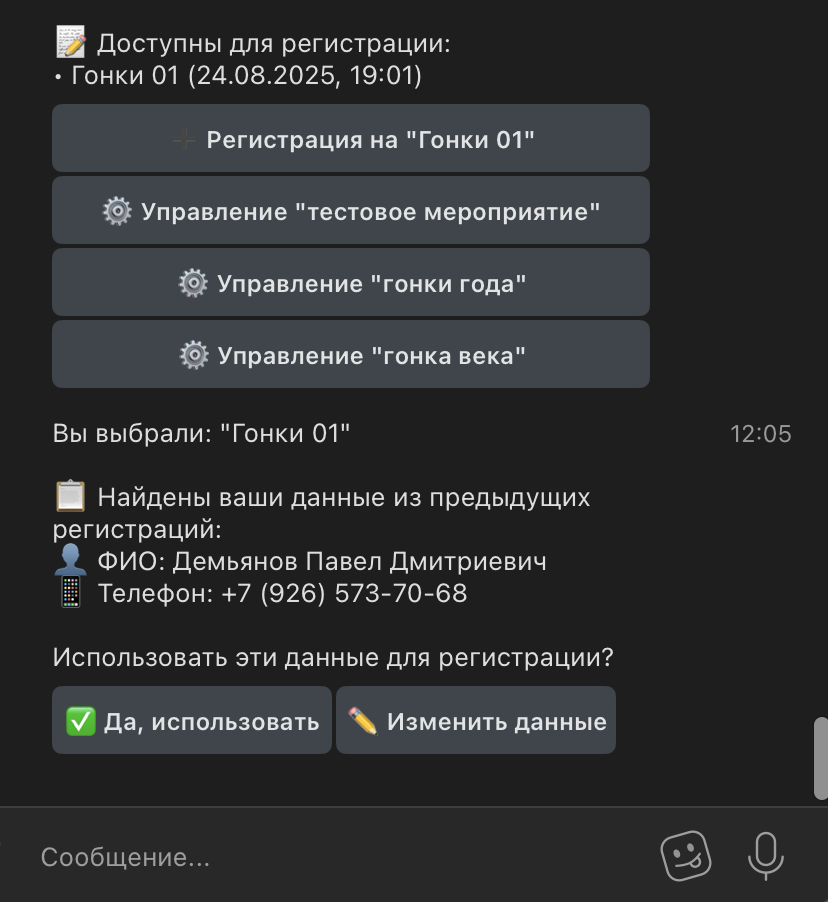 📝 Доступны для регистрации:
• Гонки 01 (24.08.2025, 19:01)
➕ Регистрация на "Гонки 01"
⚙️ Управление "тестовое мероприятие"
⚙️ Управление "гонки года"
⚙️ Управление "гонка века"
Вы выбрали: "Гонки 01" 12:05
📋 Найдены ваши данные из предыдущих
регистраций:
👤 ФИО: Демьянов Павел Дмитриевич
📱 Телефон: +7 (926) 573-70-68
Использовать эти данные для регистрации?
✅ Да, использовать ✏️ Изменить данные
Сообщение...